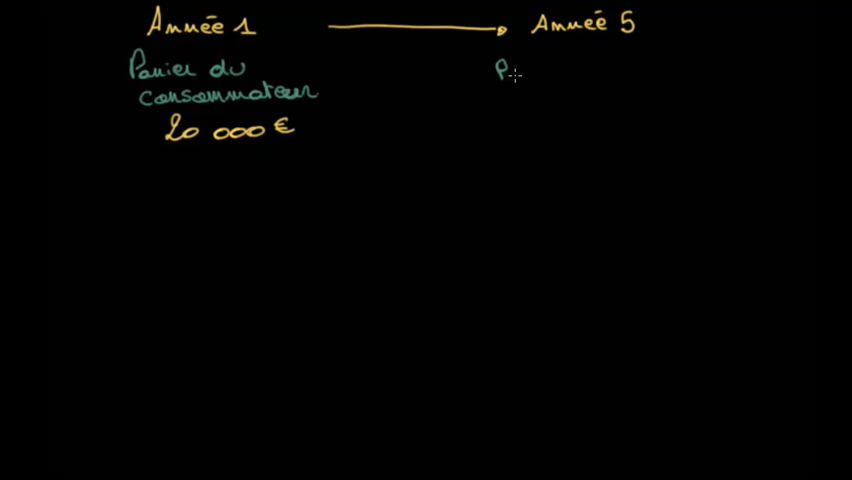 Année 1 Année 5
Panier du P
consommateur
20 000 €